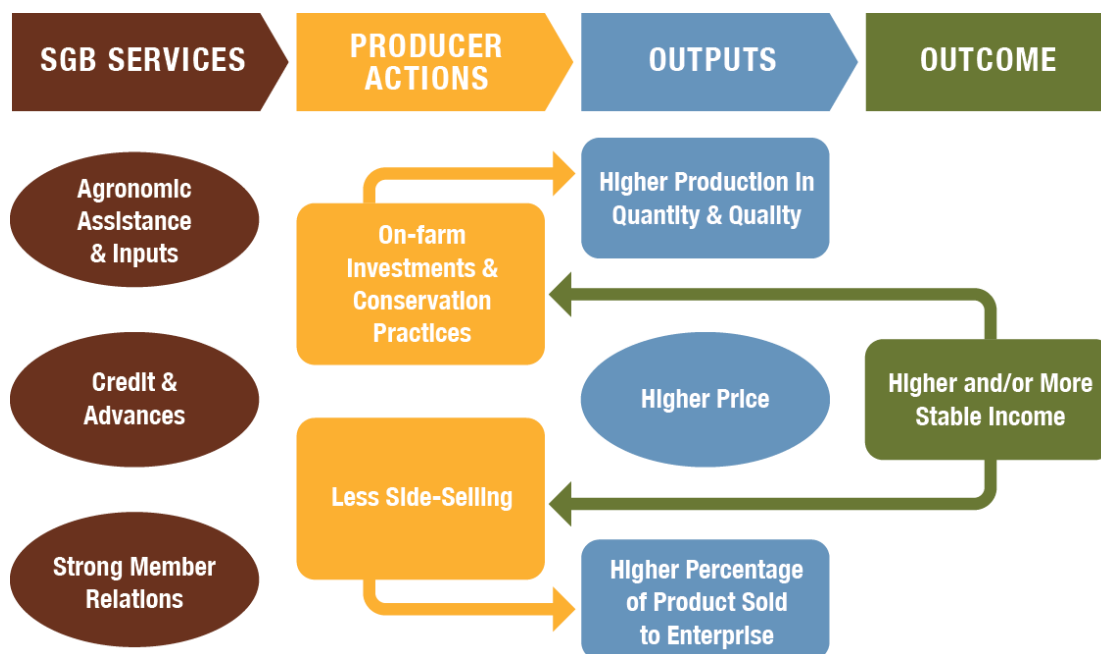 SGB SERVICES
PRODUCER
ACTIONS
OUTPUTS
OUTCOME
Agronomic
Assistance
& Inputs
Credit &
Advances
Strong Member
Relations
On-farm
Investments &
Conservation
Practices
Less Side-Selling
Higher Production in
Quantity & Quality
Higher Price
Higher Percentage
of Product Sold
to Enterprise
Higher and/or More
Stable Income